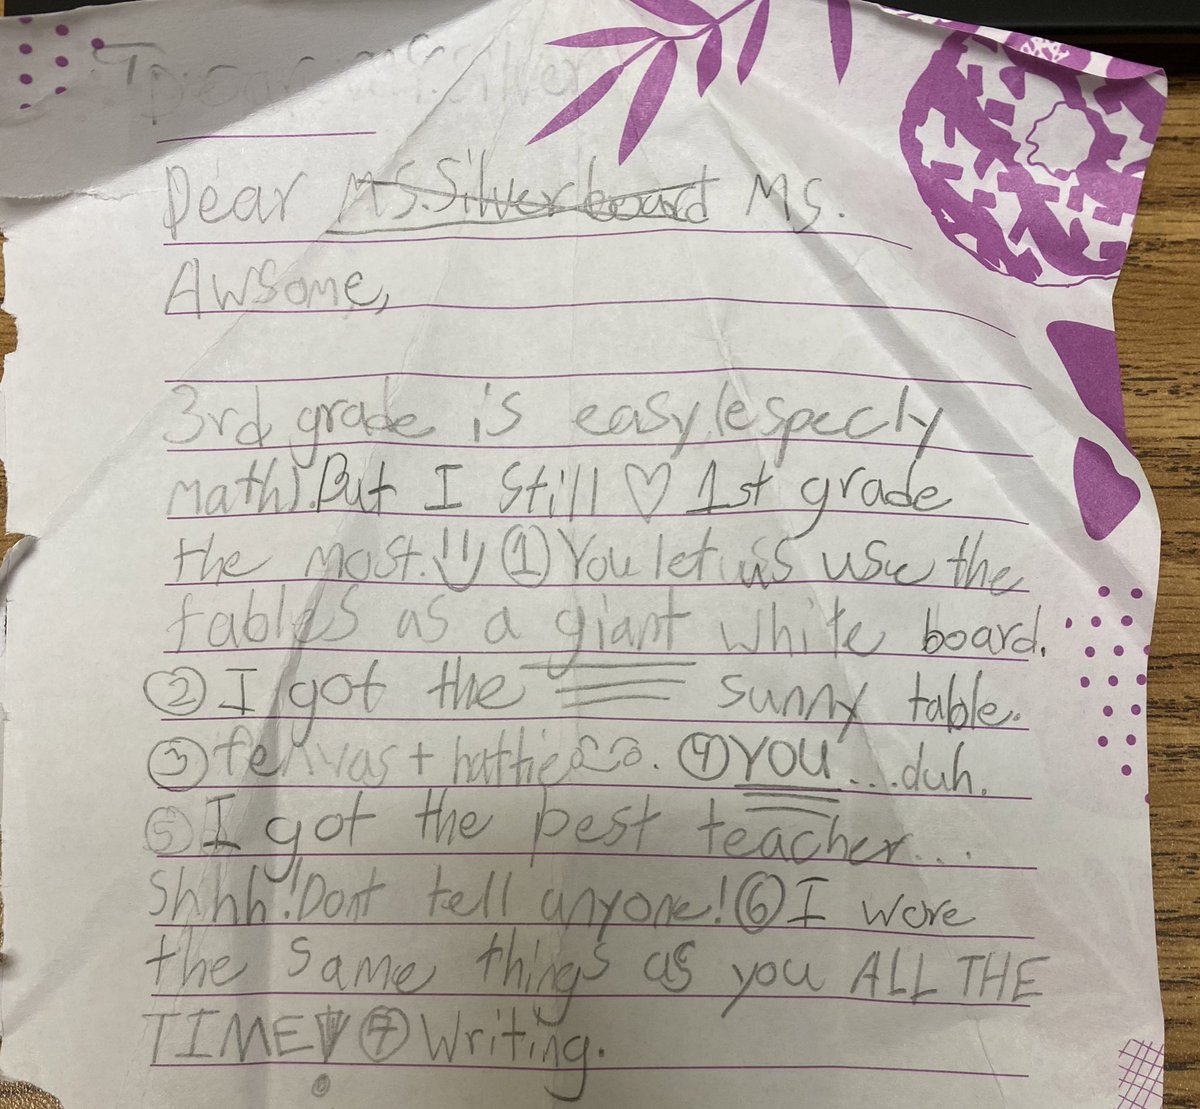 Dear Ms. Silverboard Ms.
Awsome,
3rd grade is easy (especly
math). But I still ♡ 1st grade
the most. ① You let us use the
tables as a giant white board.
② I got the sunny table.
③ + hattie. ④ YOU...duh.
⑤ I got the best teacher...
Shhh! Dont tell anyone! ⑥ I wore
the same things as you ALL THE
TIME! ⑦ Writing.